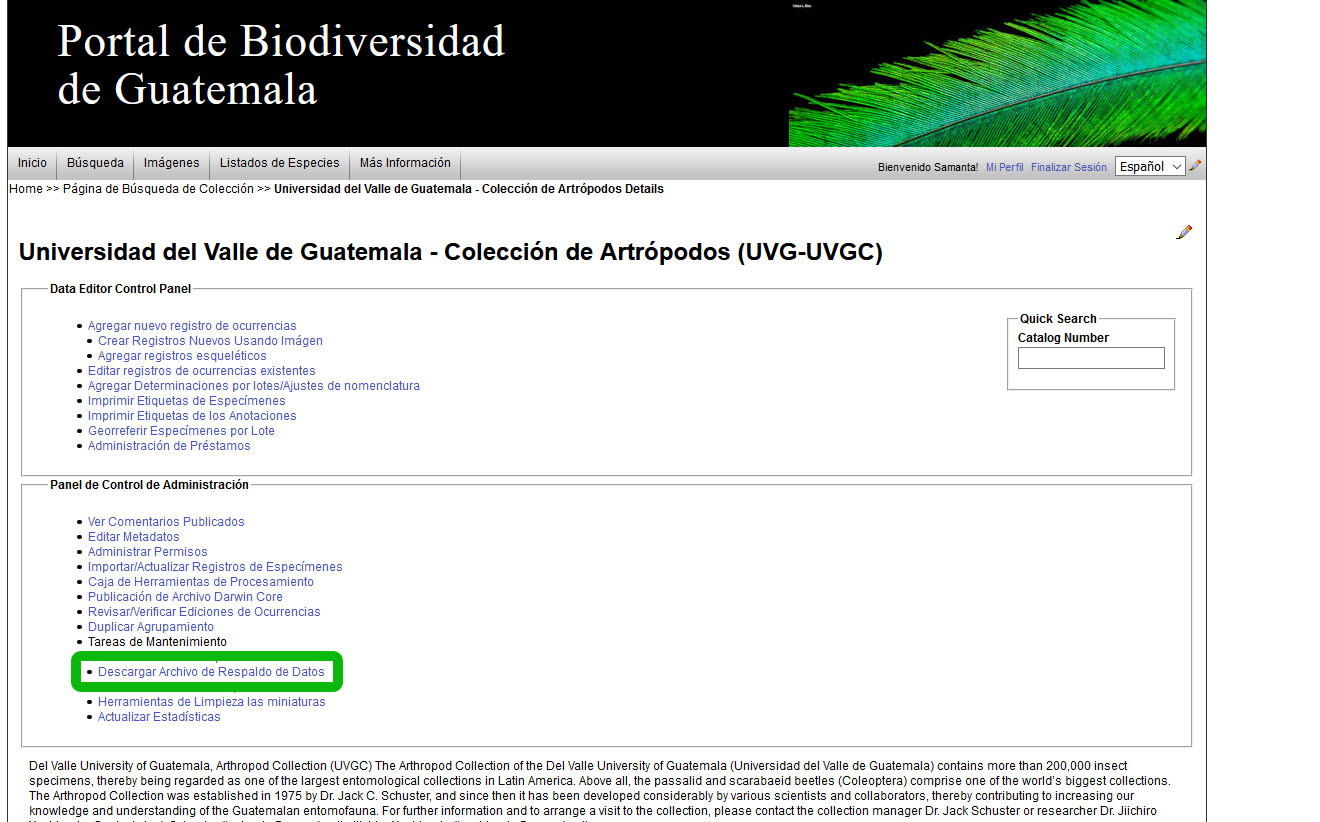 Portal de Biodiversidad
de Guatemala
Inicio Búsqueda Imágenes Listados de Especies Más Información
Bienvenido Samanta! Mi Perfil Finalizar Sesión Español
Home >> Página de Búsqueda de Colección >> Universidad del Valle de Guatemala - Colección de Artrópodos Details
Universidad del Valle de Guatemala - Colección de Artrópodos (UVG-UVGC)
Data Editor Control Panel
Quick Search
Catalog Number
Agregar nuevo registro de ocurrencias
Crear Registros Nuevos Usando Imágen
Agregar registros esqueléticos
Editar registros de ocurrencias existentes
Agregar Determinaciones por lotes/Ajustes de nomenclatura
Imprimir Etiquetas de Especímenes
Imprimir Etiquetas de los Anotaciones
Georreferir Especímenes por Lote
Administración de Préstamos
Panel de Control de Administración
Ver Comentarios Publicados
Editar Metadatos
Administrar Permisos
Importar/Actualizar Registros de Especímenes
Caja de Herramientas de Procesamiento
Publicación de Archivo Darwin Core
Revisar/Verificar Ediciones de Ocurrencias
Duplicar Agrupamiento
Tareas de Mantenimiento
Descargar Archivo de Respaldo de Datos
Herramientas de Limpieza las miniaturas
Actualizar Estadísticas
Del Valle University of Guatemala, Arthropod Collection (UVGC) The Arthropod Collection of the Del Valle University of Guatemala (Universidad del Valle de Guatemala) contains more than 200,000 insect
specimens, thereby being regarded as one of the largest entomological collections in Latin America. Above all, the passalid and scarabaeid beetles (Coleoptera) comprise one of the world's biggest collections.
The Arthropod Collection was established in 1975 by Dr. Jack C. Schuster, and since then it has been developed considerably by various scientists and collaborators, thereby contributing to increasing our
knowledge and understanding of the Guatemalan entomofauna. For further information and to arrange a visit to the collection, please contact the collection manager Dr. Jack Schuster or researcher Dr. Jiichiro